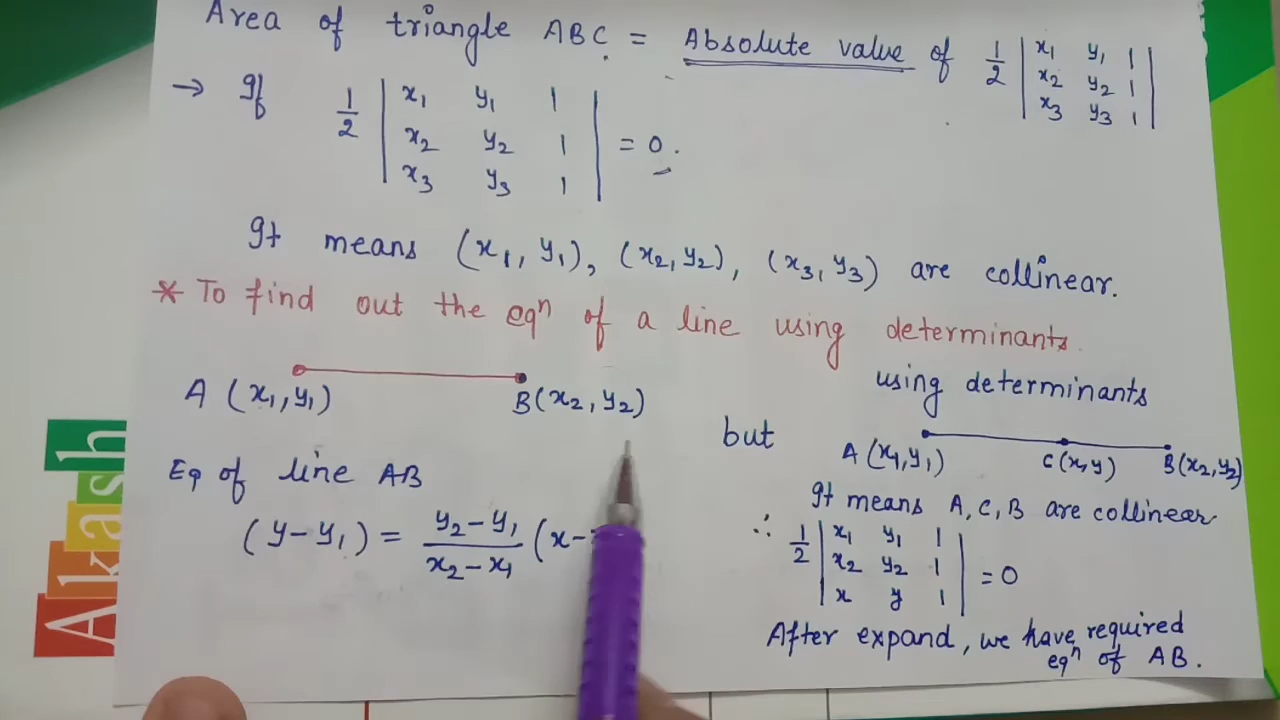 Area of triangle ABC = Absolute value of 1/2 | x₁ y₁ 1 |
| x₂ y₂ 1 |
| x₃ y₃ 1 |
→ If 1/2 | x₁ y₁ 1 |
| x₂ y₂ 1 | = 0.
| x₃ y₃ 1 |
It means (x₁, y₁), (x₂, y₂), (x₃, y₃) are collinear.
* To find out the eqⁿ of a line using determinants.
A (x₁, y₁) B(x₂, y₂)
Eq of line AB
(y - y₁) = y₂ - y₁ / x₂ - x₁ (x -
but
using determinants
A (x₁, y₁) C(x, y) B(x₂, y₂)
It means A, C, B are collinear
∴ 1/2 | x₁ y₁ 1 |
| x₂ y₂ 1 | = 0
| x y 1 |
After expand, we have required
eqⁿ of AB.
Akash